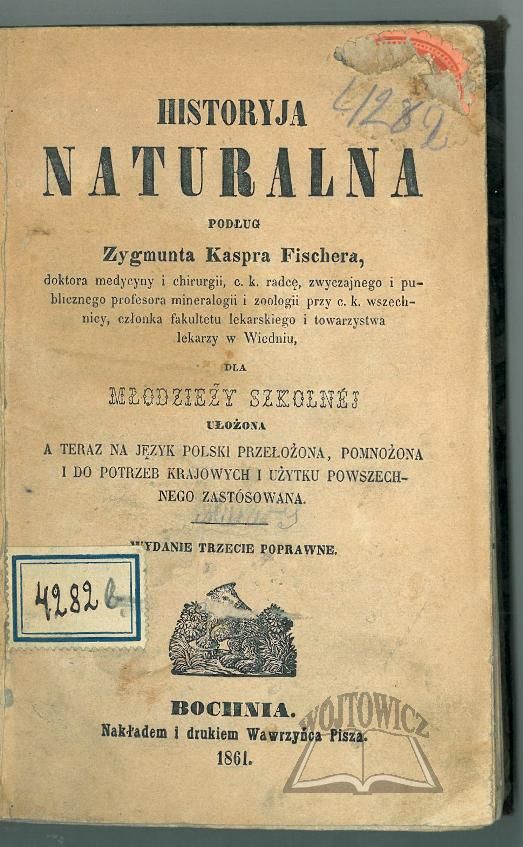 4282
HISTORYJA
NATURALNA
PODŁUG
Zygmunta Kaspra Fischera,
doktora medycyny i chirurgii, c. k. radcę, zwyczajnego i pu-
blicznego profesora mineralogii i zoologii przy c. k. wszech-
nicy, członka fakultetu lekarskiego i towarzystwa
lekarzy w Wiedniu,
DLA
MŁODZIEŻY SZKOLNÉJ
UŁOŻONA
A TERAZ NA JĘZYK POLSKI PRZEŁOŻONA, POMNOŻONA
I DO POTRZEB KRAJOWYCH I UŻYTKU POWSZECH-
NEGO ZASTÓSOWANA.
WYDANIE TRZECIE POPRAWNE.
4282 b.
BOCHNIA.
Nakładem i drukiem Wawrzyńca Pisza.
1861.
WÓJTOWICZ